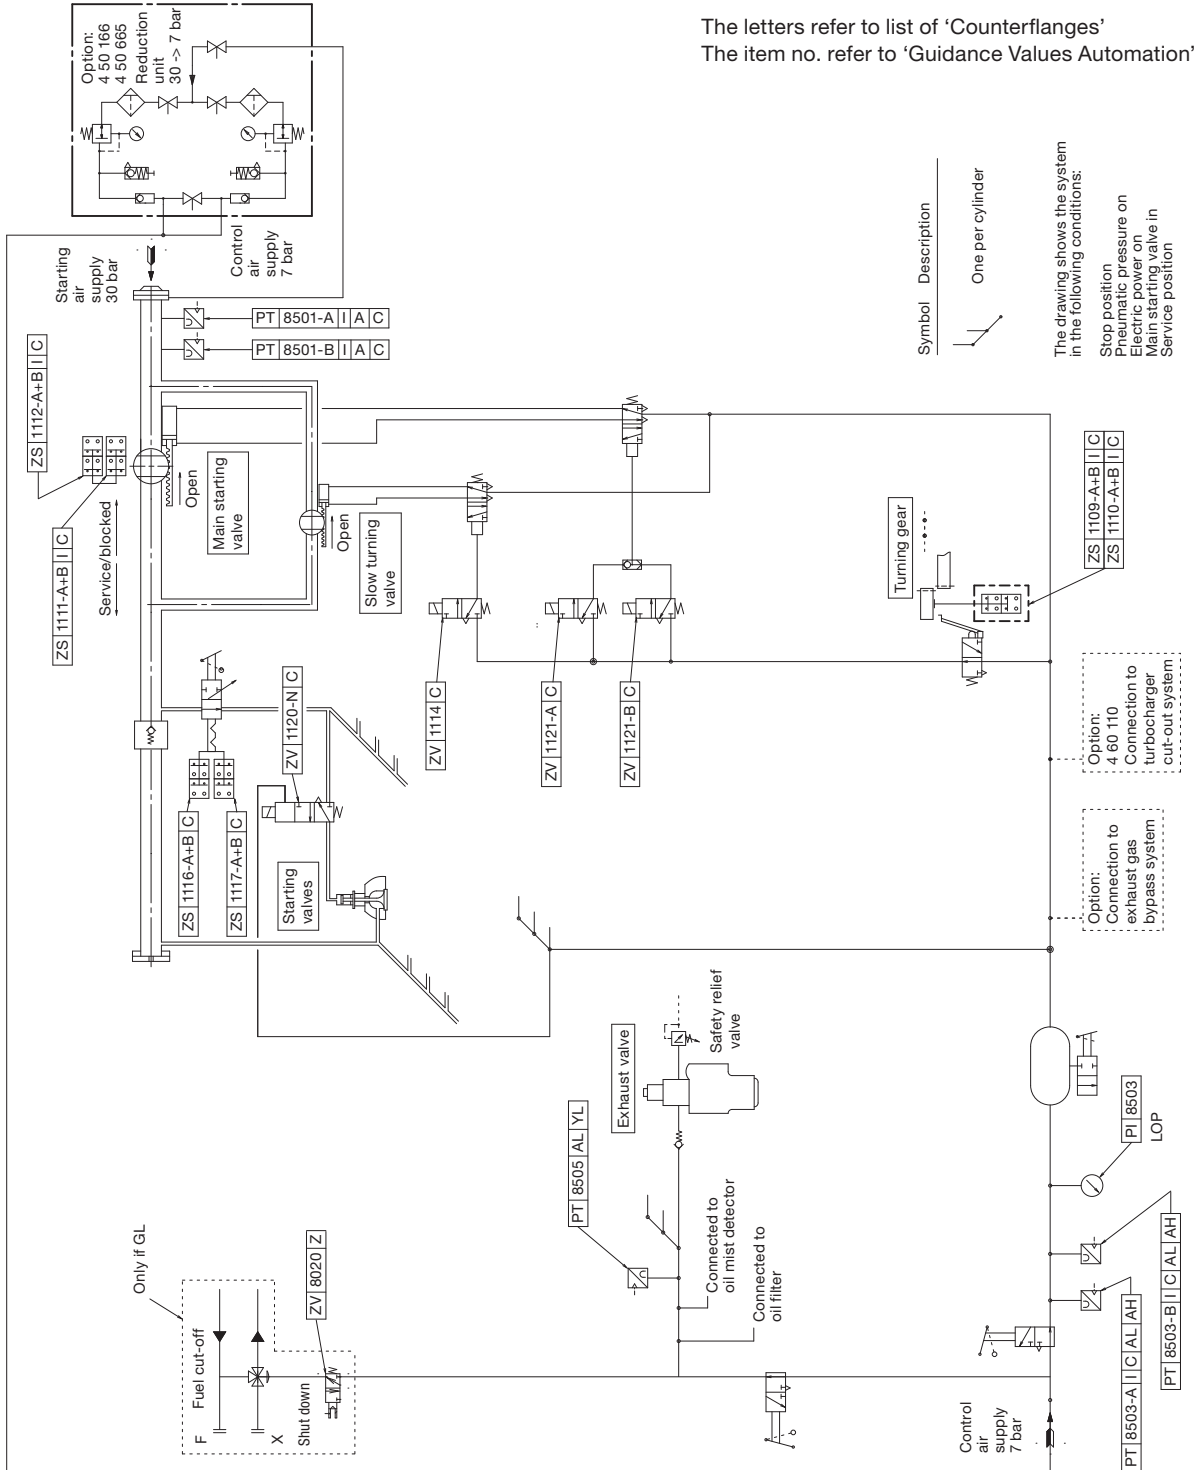 The letters refer to list of ‘Counterflanges’
The item no. refer to ‘Guidance Values Automation’
Option:
4 50 166
4 50 665
Reduction
unit
30 -> 7 bar
Starting
air
supply
30 bar
Control
air
supply
7 bar
PT 8501-A I A C
PT 8501-B I A C
ZS 1112-A+B I C
ZS 1111-A+B I C
Service/blocked
Open
Main starting
valve
Open
Slow turning
valve
ZS 1116-A+B C
ZS 1117-A+B C
ZV 1120-N C
Starting
valves
ZV 1114 C
ZV 1121-A C
ZV 1121-B C
Turning gear
ZS 1109-A+B I C
ZS 1110-A+B I C
Symbol Description
One per cylinder
The drawing shows the system
in the following conditions:
Stop position
Pneumatic pressure on
Electric power on
Main starting valve in
Service position
Option:
4 60 110
Connection to
turbocharger
cut-out system
Option:
Connection to
exhaust gas
bypass system
Exhaust valve
Safety relief
valve
PT 8505 AL YL
Connected to
oil mist detector
Connected to
oil filter
Only if GL
Fuel cut-off
F
X
Shut down
ZV 8020 Z
PI 8503
LOP
PT 8503-B I C AL AH
PT 8503-A I C AL AH
Control
air
supply
7 bar